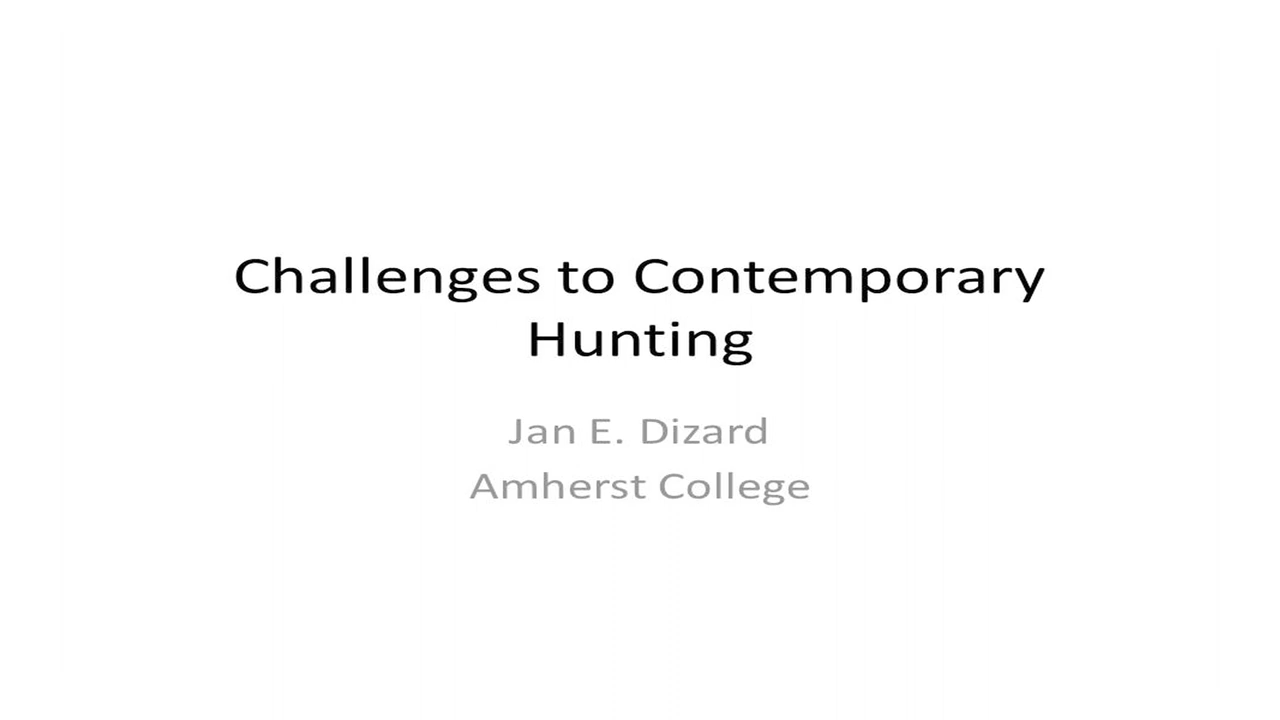 Challenges to Contemporary
Hunting
Jan E. Dizard
Amherst College